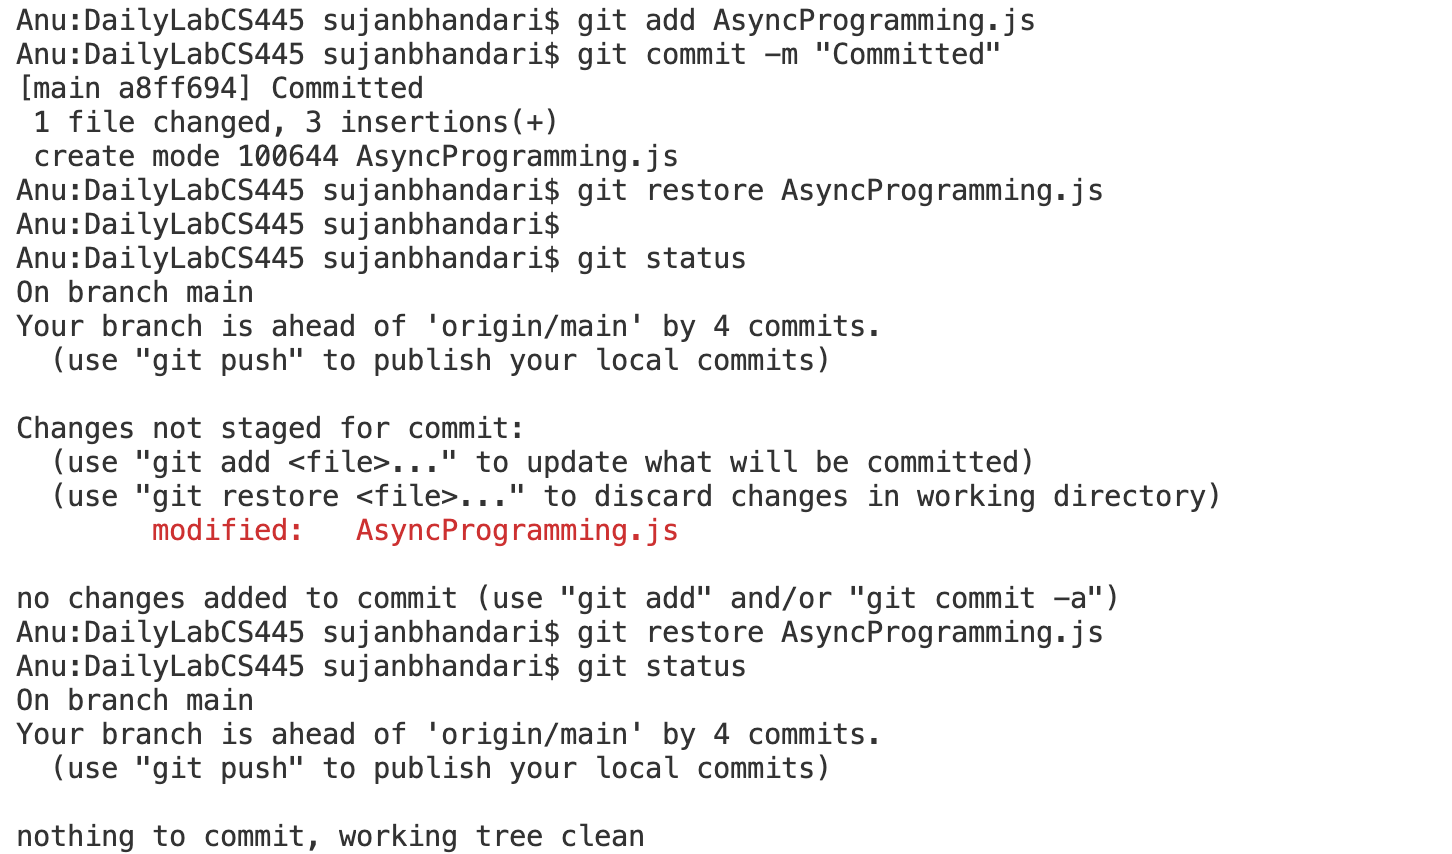 Anu:DailyLabCS445 sujanbhandari$ git add AsyncProgramming.js
Anu:DailyLabCS445 sujanbhandari$ git commit -m "Committed"
[main a8ff694] Committed
 1 file changed, 3 insertions(+)
 create mode 100644 AsyncProgramming.js
Anu:DailyLabCS445 sujanbhandari$ git restore AsyncProgramming.js
Anu:DailyLabCS445 sujanbhandari$
Anu:DailyLabCS445 sujanbhandari$ git status
On branch main
Your branch is ahead of 'origin/main' by 4 commits.
  (use "git push" to publish your local commits)

Changes not staged for commit:
  (use "git add <file>..." to update what will be committed)
  (use "git restore <file>..." to discard changes in working directory)
        modified:   AsyncProgramming.js

no changes added to commit (use "git add" and/or "git commit -a")
Anu:DailyLabCS445 sujanbhandari$ git restore AsyncProgramming.js
Anu:DailyLabCS445 sujanbhandari$ git status
On branch main
Your branch is ahead of 'origin/main' by 4 commits.
  (use "git push" to publish your local commits)

nothing to commit, working tree clean